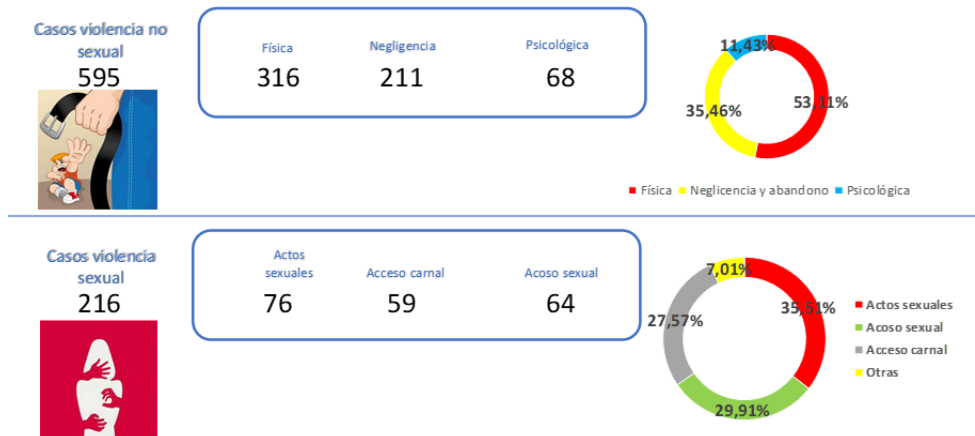 Casos violencia no
sexual
595
Física
Negligencia
Psicológica
316
211
68
11,43%
53,11%
35,46%
Física
Neglicencia y abandono
Psicológica
Casos violencia
sexual
216
Actos
sexuales
Acceso carnal
Acoso sexual
76
59
64
7,01%
35,51%
27,57%
29,91%
Actos sexuales
Acoso sexual
Acceso carnal
Otras